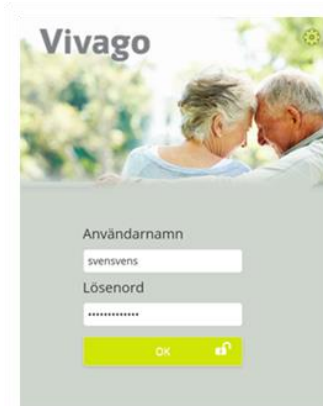 Vivago
Användarnamn
svensvens
Lösenord
•••••••••••••
OK